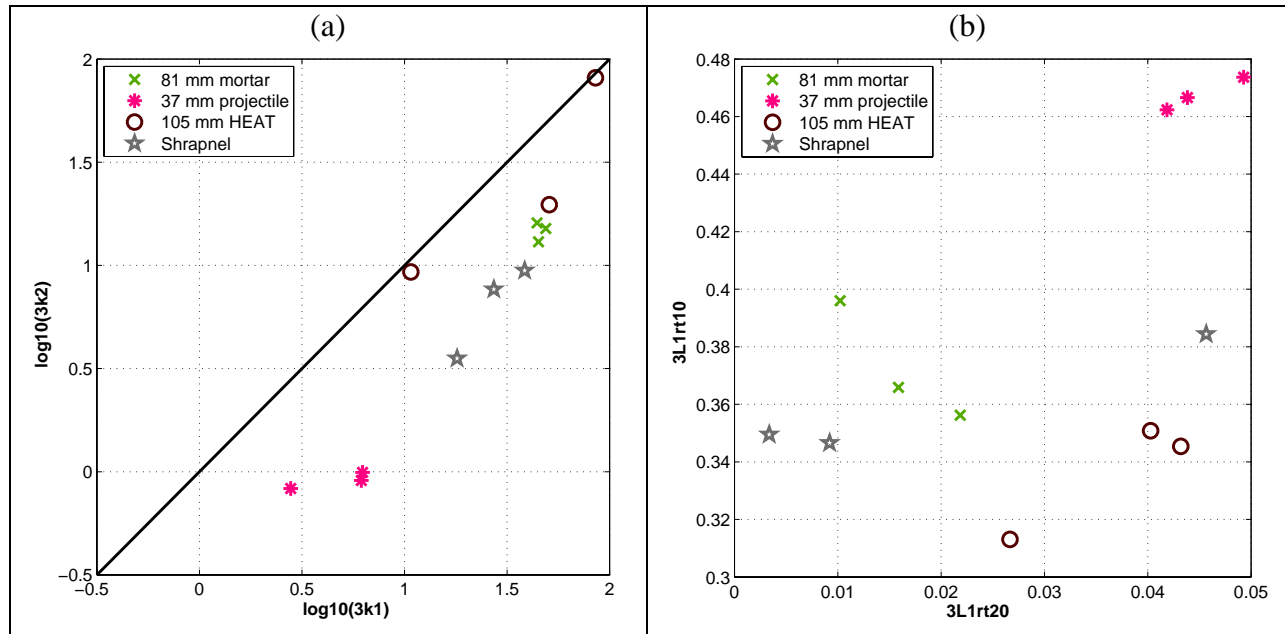 (a)
2
1.5
1
0.5
0
−0.5
−0.5
0
0.5
1
1.5
2
log10(3k1)
log10(3k2)
81 mm mortar
37 mm projectile
105 mm HEAT
Shrapnel
(b)
0.48
0.46
0.44
0.42
0.4
0.38
0.36
0.34
0.32
0.3
0
0.01
0.02
0.03
0.04
0.05
3L1rt20
3L1rt10
81 mm mortar
37 mm projectile
105 mm HEAT
Shrapnel